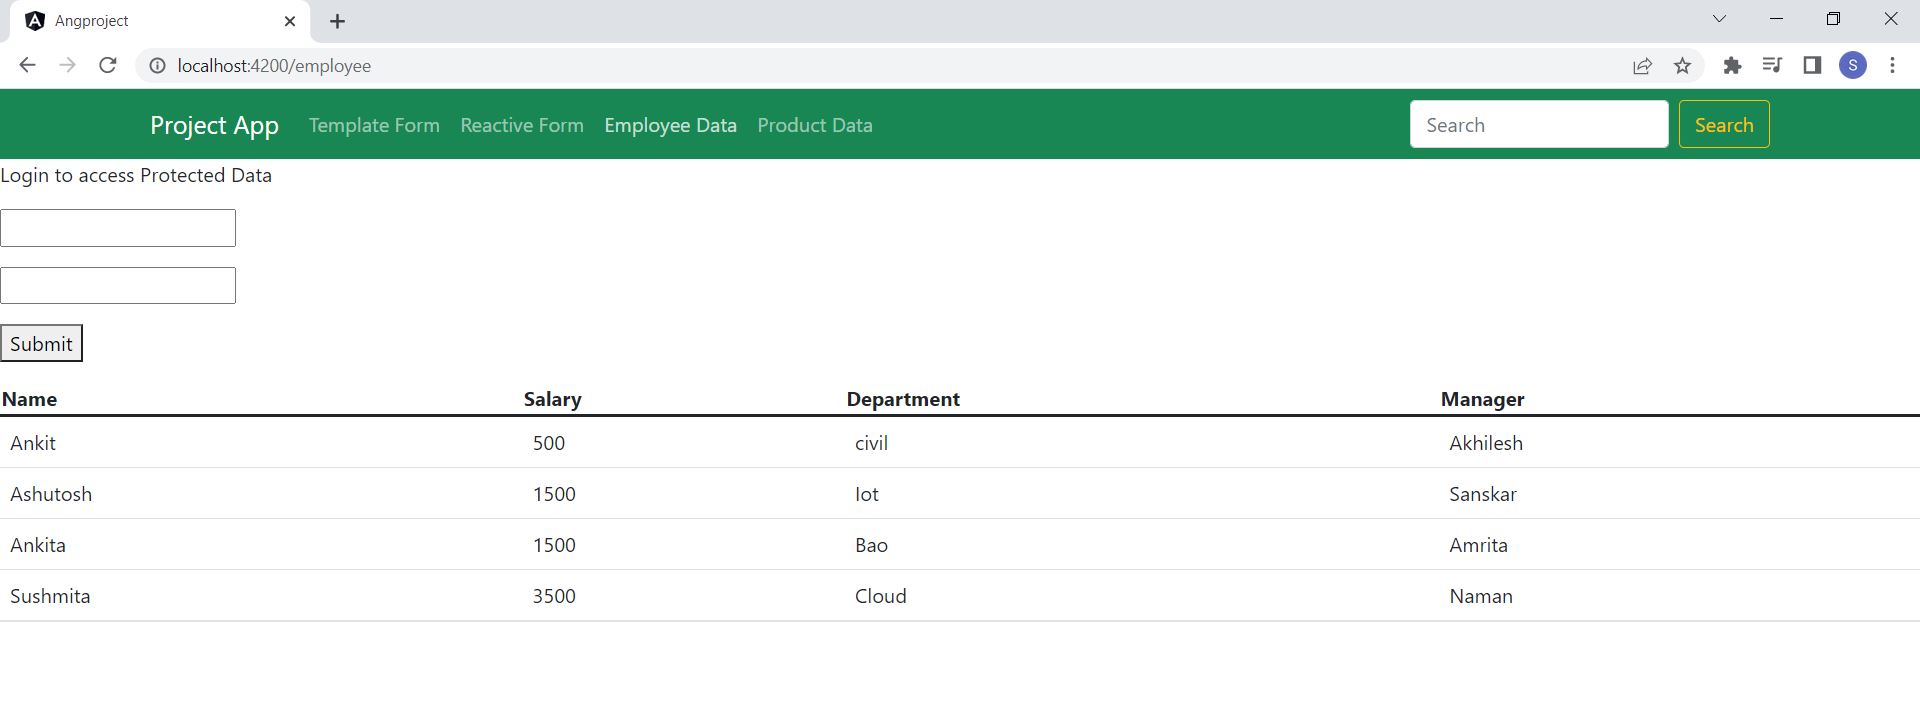 Angproject
localhost:4200/employee
S
Project App Template Form Reactive Form Employee Data Product Data Search Search
Login to access Protected Data
Submit
Name Salary Department Manager
Ankit 500 civil Akhilesh
Ashutosh 1500 Iot Sanskar
Ankita 1500 Bao Amrita
Sushmita 3500 Cloud Naman